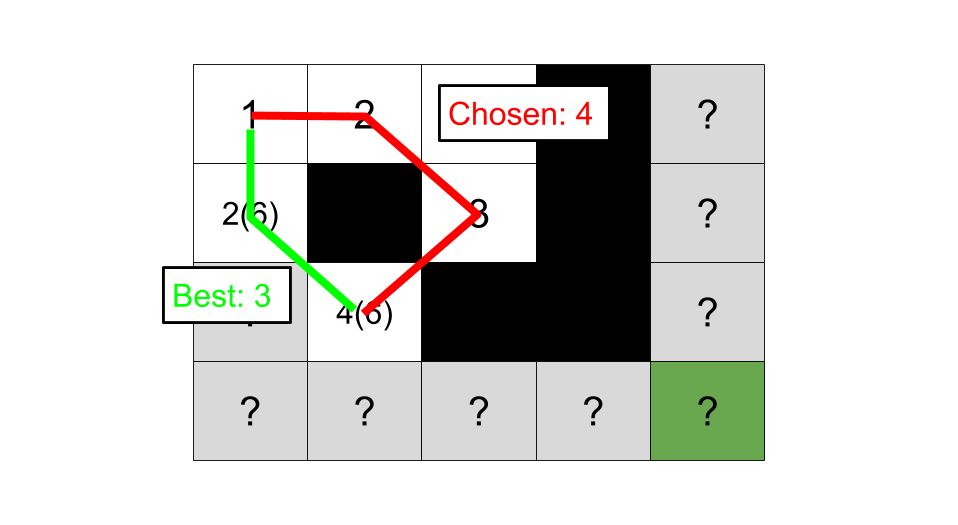 1 2 Chosen: 4 ?
2(6) 3 ?
Best: 3 4(6) ?
? ? ? ? ?